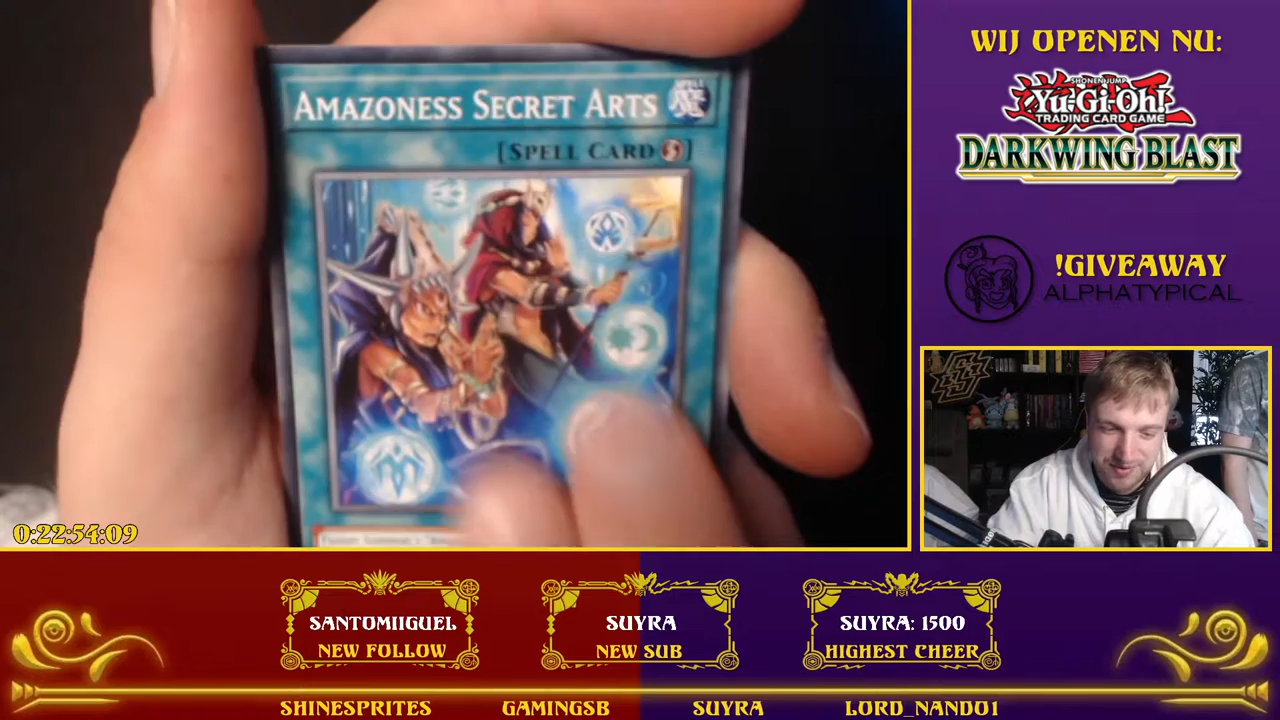 AMAZONESS SECRET ARTS
[SPELL CARD]
0:22:54:09
WIJ OPENEN NU:
SHONEN JUMP
Yu-Gi-Oh!
TRADING CARD GAME
DARKWING BLAST
!GIVEAWAY
ALPHATYPICAL
SANTOMIIGUEL
NEW FOLLOW
SUYRA
NEW SUB
SUYRA: 1500
HIGHEST CHEER
SHINESPRITES
GAMINGSB
SUYRA
LORD_NANDO1